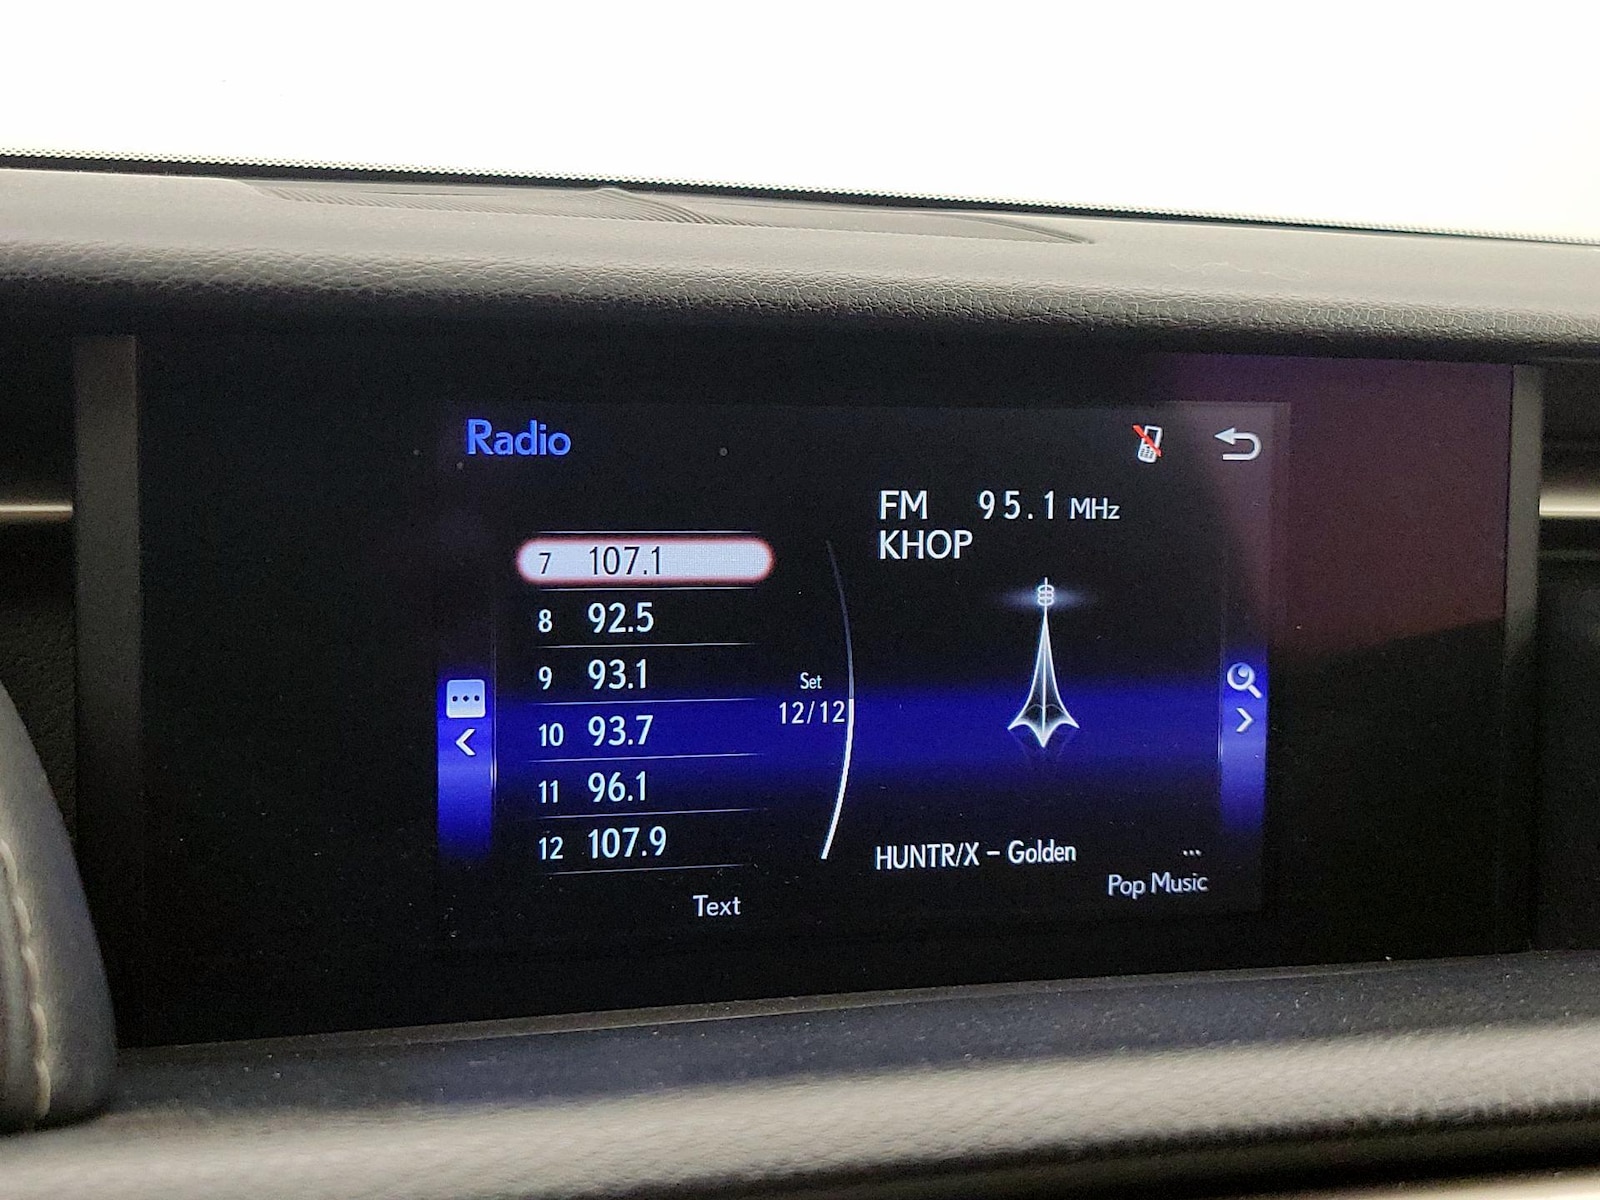 Radio
FM 95.1 MHz
KHOP
7 107.1
8 92.5
9 93.1
10 93.7
11 96.1
12 107.9
Set
12/12
HUNTR/X – Golden
...
Pop Music
Text